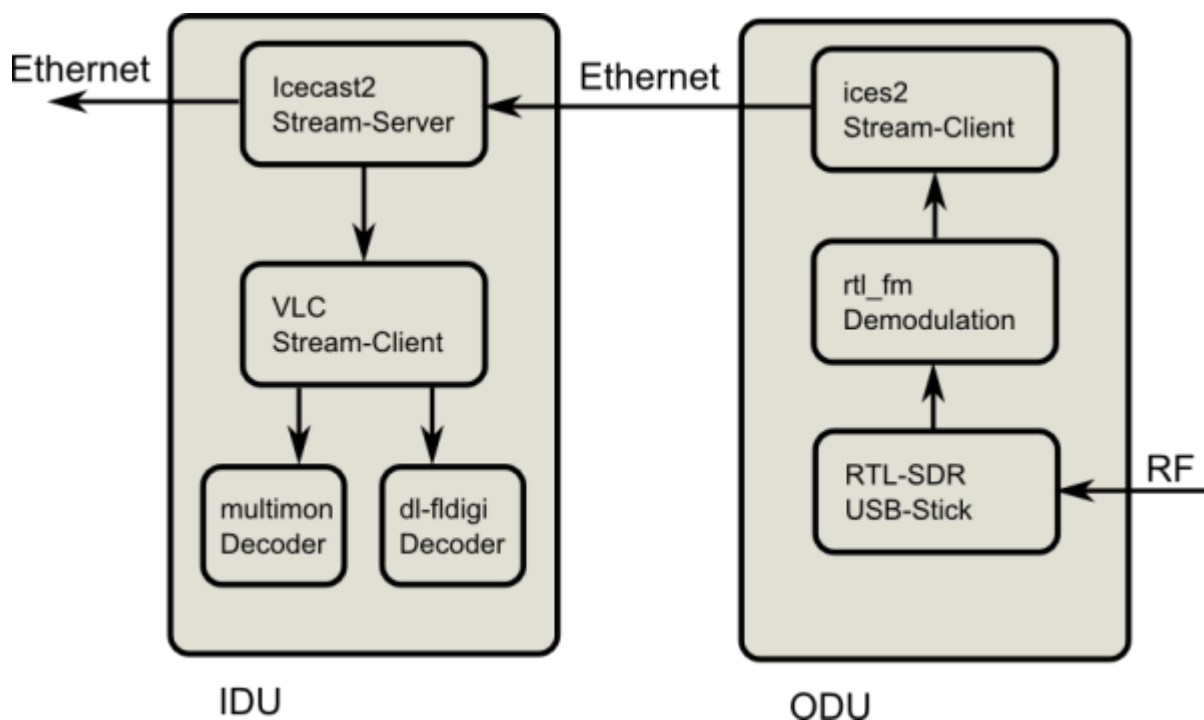 Ethernet
Icecast2
Stream-Server
Ethernet
ices2
Stream-Client
VLC
Stream-Client
rtl_fm
Demodulation
multimon
Decoder
dl-fldigi
Decoder
RTL-SDR
USB-Stick
RF
IDU
ODU